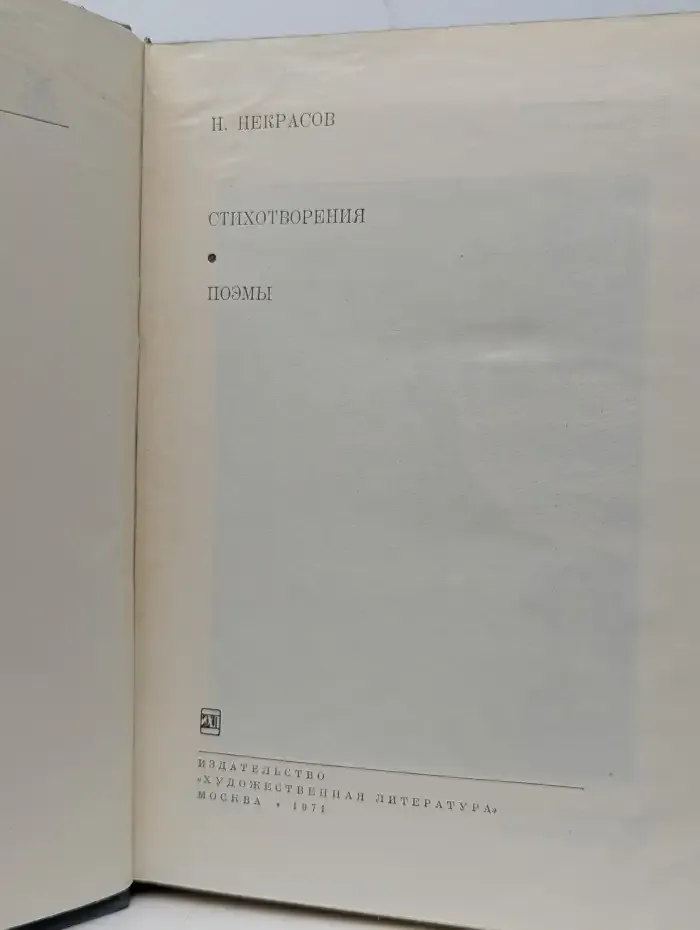 Н. НЕКРАСОВ
СТИХОТВОРЕНИЯ
•
ПОЭМЫ
ИЗДАТЕЛЬСТВО
«ХУДОЖЕСТВЕННАЯ ЛИТЕРАТУРА»
МОСКВА • 1971